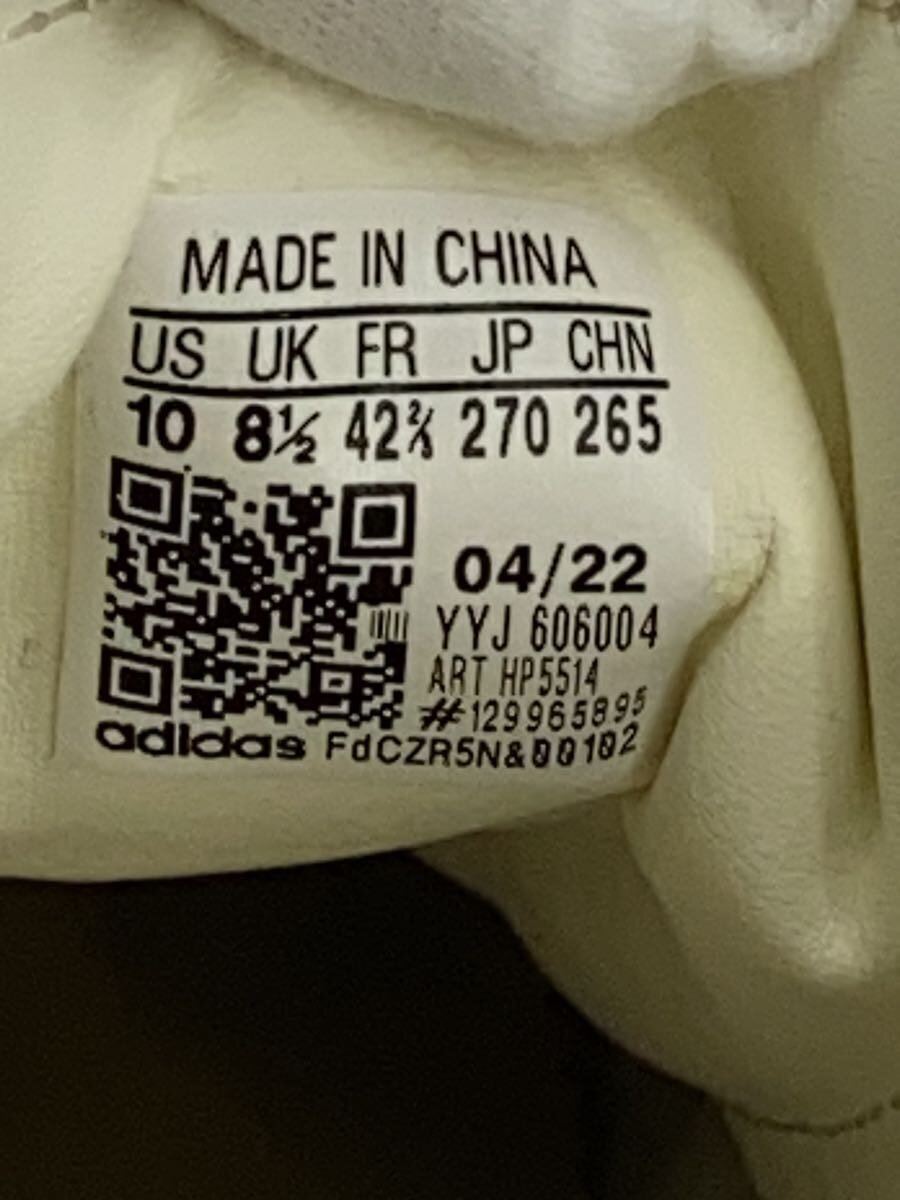 MADE IN CHINA
US UK FR JP CHN
10 8½ 42⅔ 270 265
04/22
YYJ 606004
ART HP5514
#129965895
adidas FdCZR5N&00102